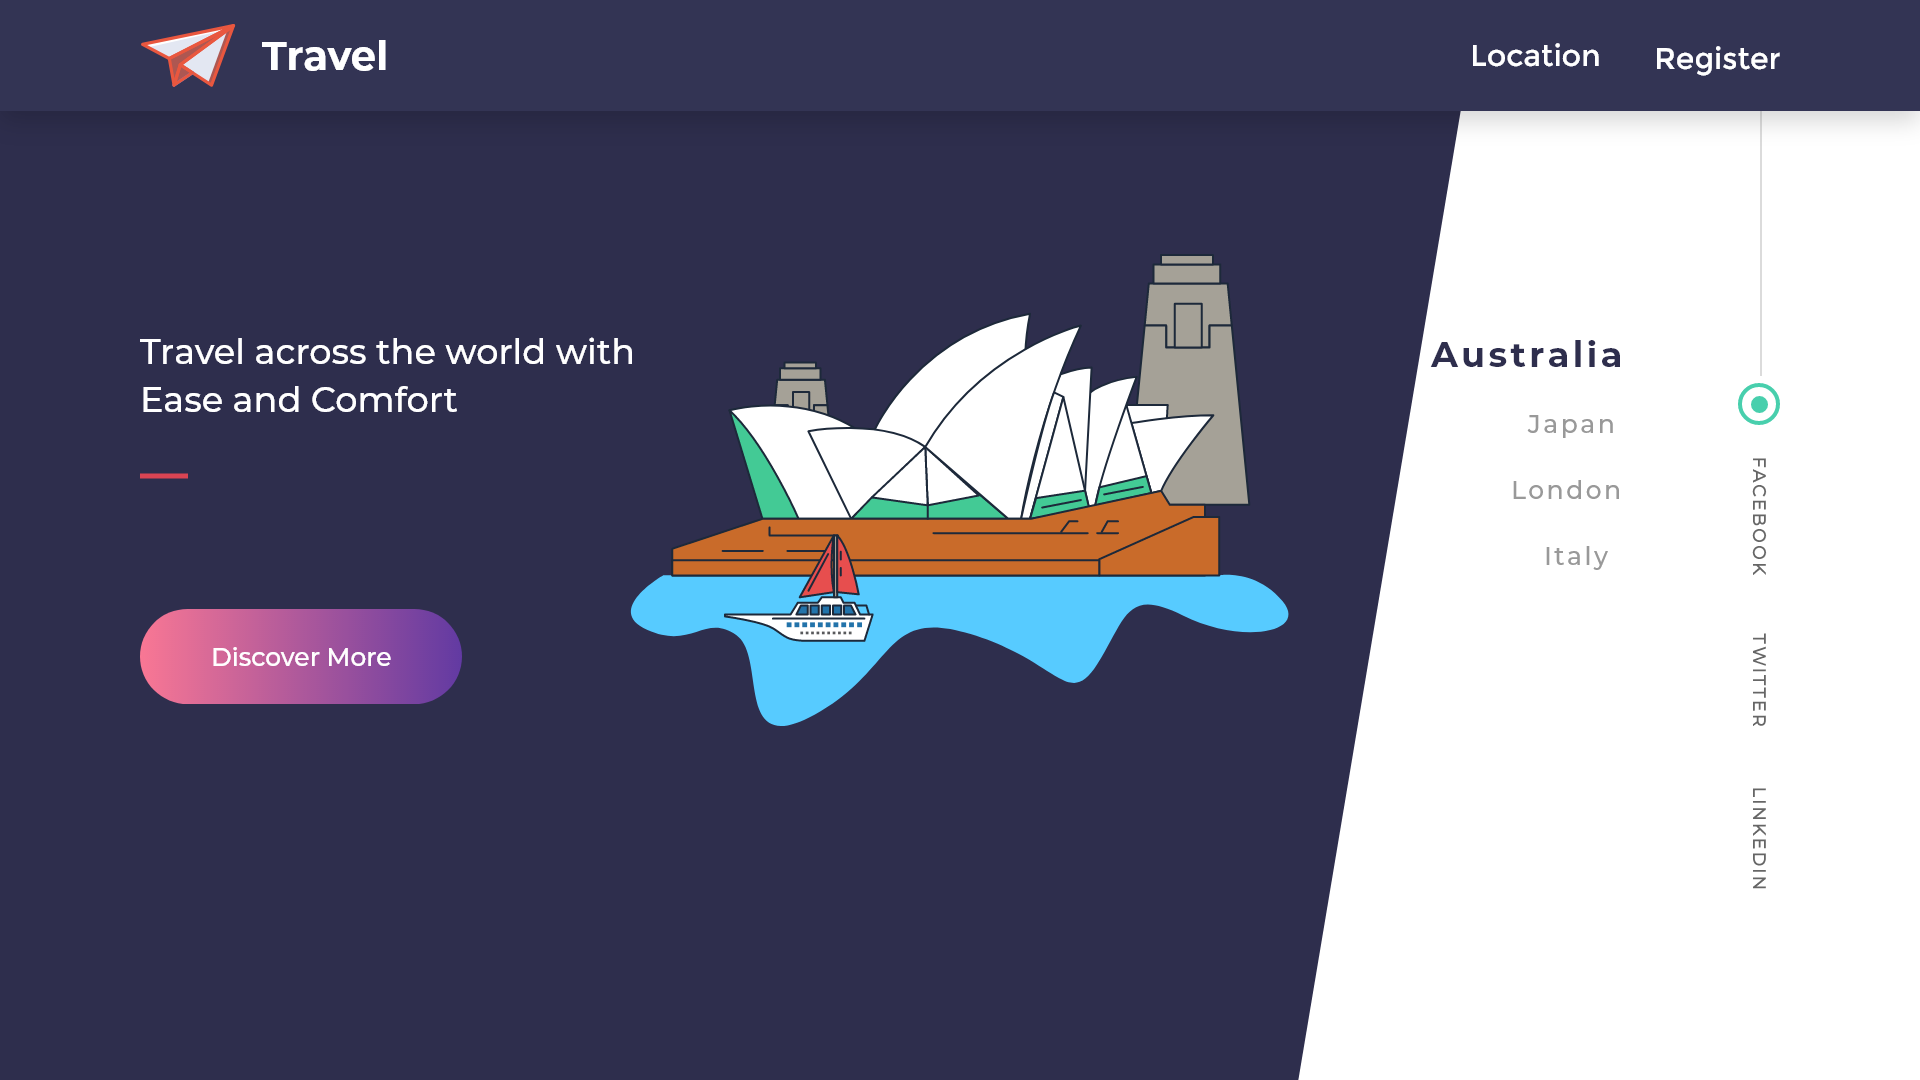 Travel
Location
Register
Travel across the world with
Ease and Comfort
Discover More
Australia
Japan
London
Italy
FACEBOOK
TWITTER
LINKEDIN